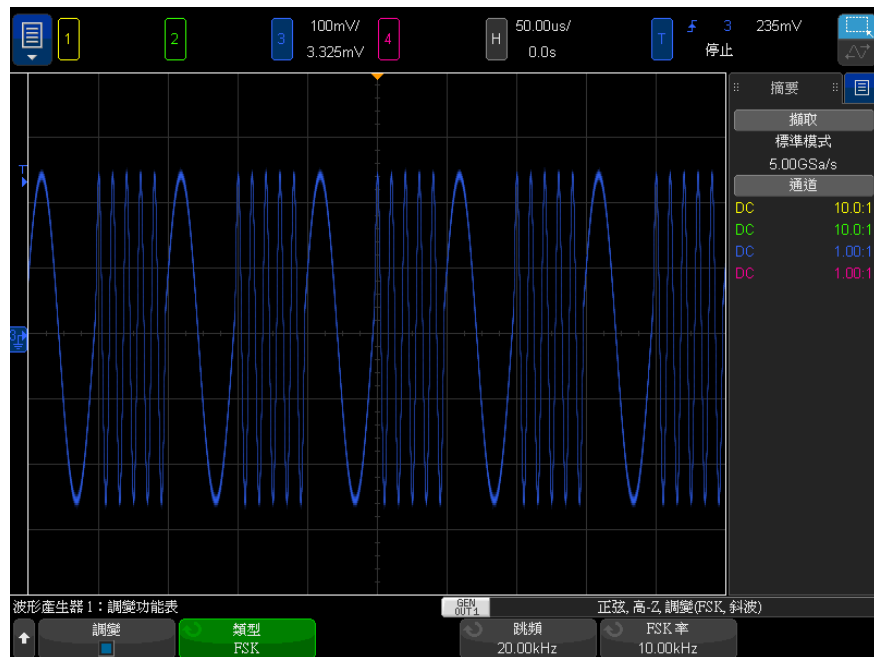 1
2
3
100mV/
3.325mV
4
H
50.00us/
0.0s
T
3
235mV
停止
T
3
摘要
擷取
標準模式
5.00GSa/s
通道
DC 10.0:1
DC 10.0:1
DC 1.00:1
DC 1.00:1
波形產生器 1：調變功能表
GEN OUT1
正弦, 高-Z, 調變(FSK, 斜波)
調變
類型
FSK
跳頻
20.00kHz
FSK 率
10.00kHz